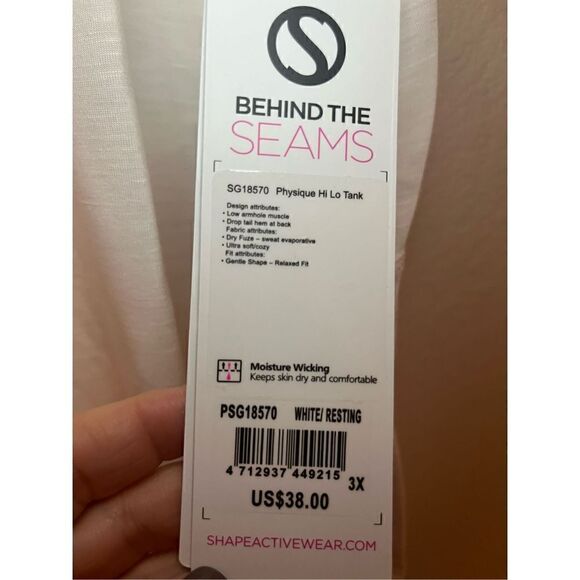 BEHIND THE
SEAMS
SG18570 Physique Hi Lo Tank
Design attributes:
• Low armhole muscle
• Drop tail hem at back
Fabric attributes:
• Dry Fuze – sweat evaporative
• Ultra soft/cozy
Fit attributes:
• Gentle Shape – Relaxed Fit
Moisture Wicking
Keeps skin dry and comfortable
PSG18570 WHITE/ RESTING
4 712937 449215 3X
US$38.00
SHAPEACTIVEWEAR.COM